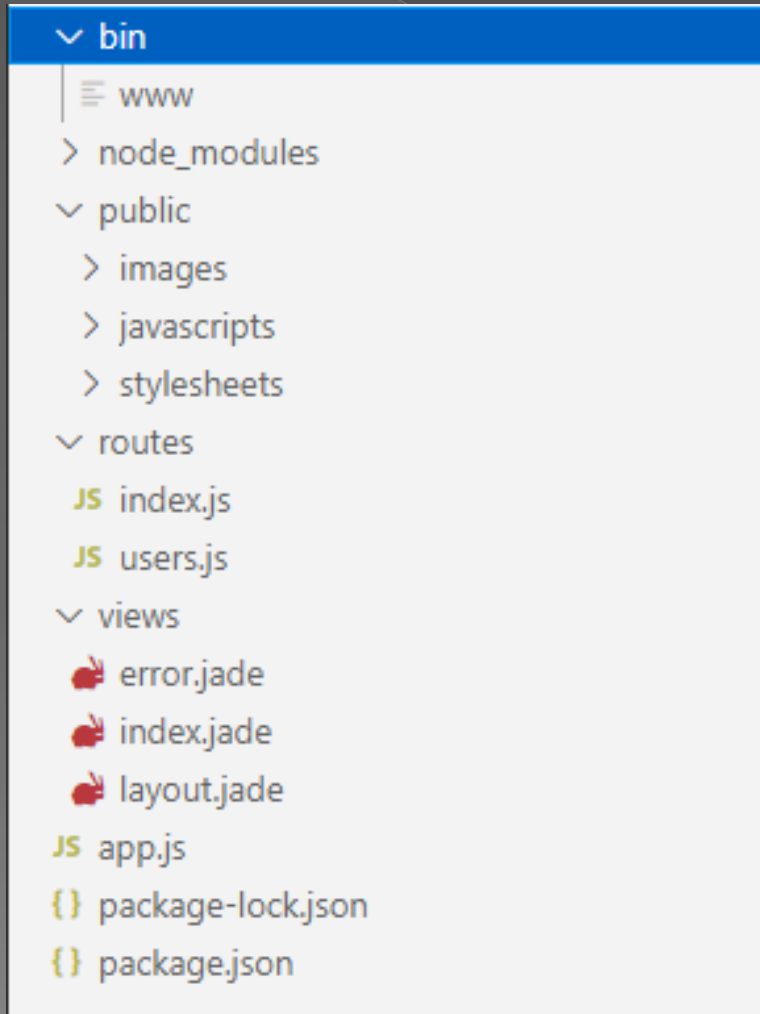 bin
www
node_modules
public
images
javascripts
stylesheets
routes
JS index.js
JS users.js
views
error.jade
index.jade
layout.jade
JS app.js
{} package-lock.json
{} package.json